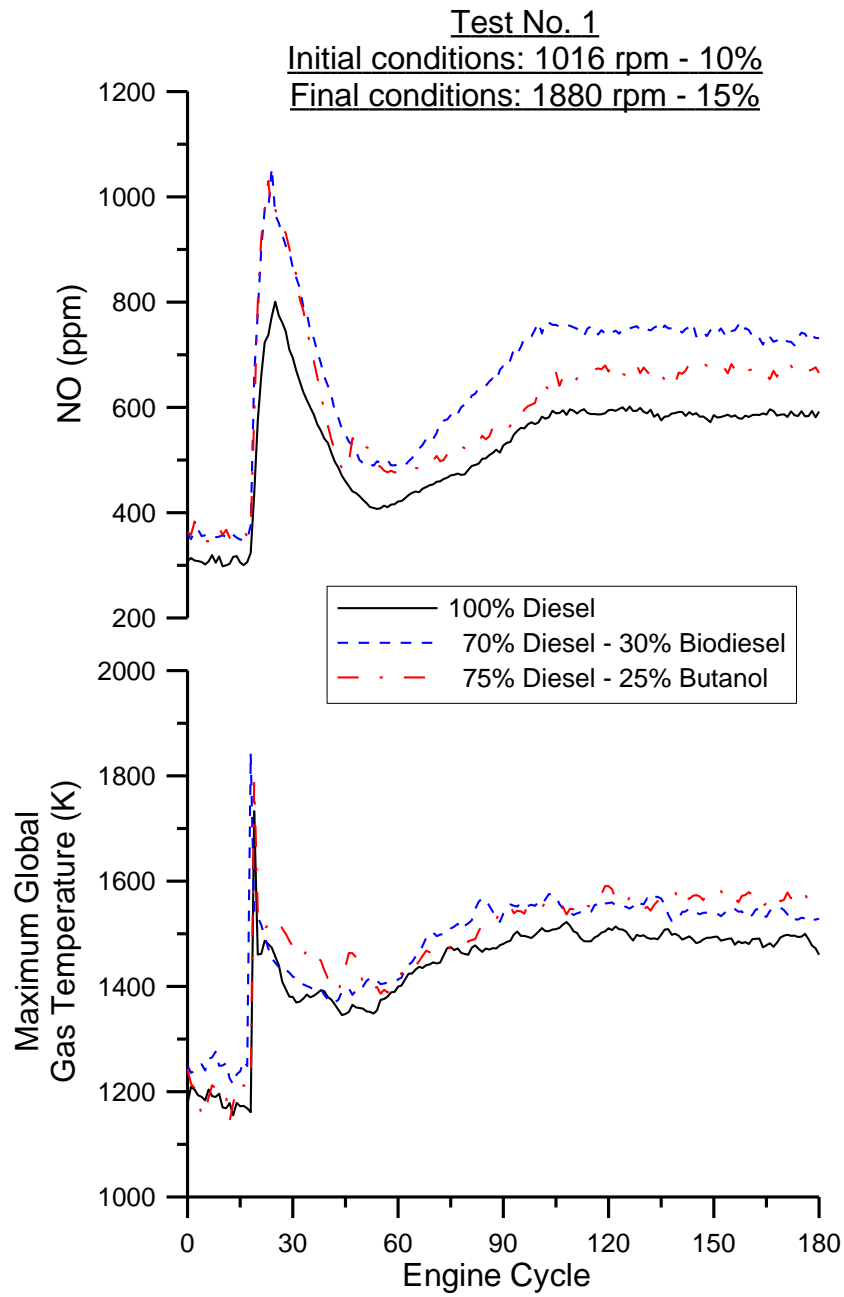 Test No. 1
Initial conditions: 1016 rpm - 10%
Final conditions: 1880 rpm - 15%
1200
1000
800
600
400
200
NO (ppm)
100% Diesel
70% Diesel - 30% Biodiesel
75% Diesel - 25% Butanol
2000
1800
1600
1400
1200
1000
Maximum Global
Gas Temperature (K)
0 30 60 90 120 150 180
Engine Cycle